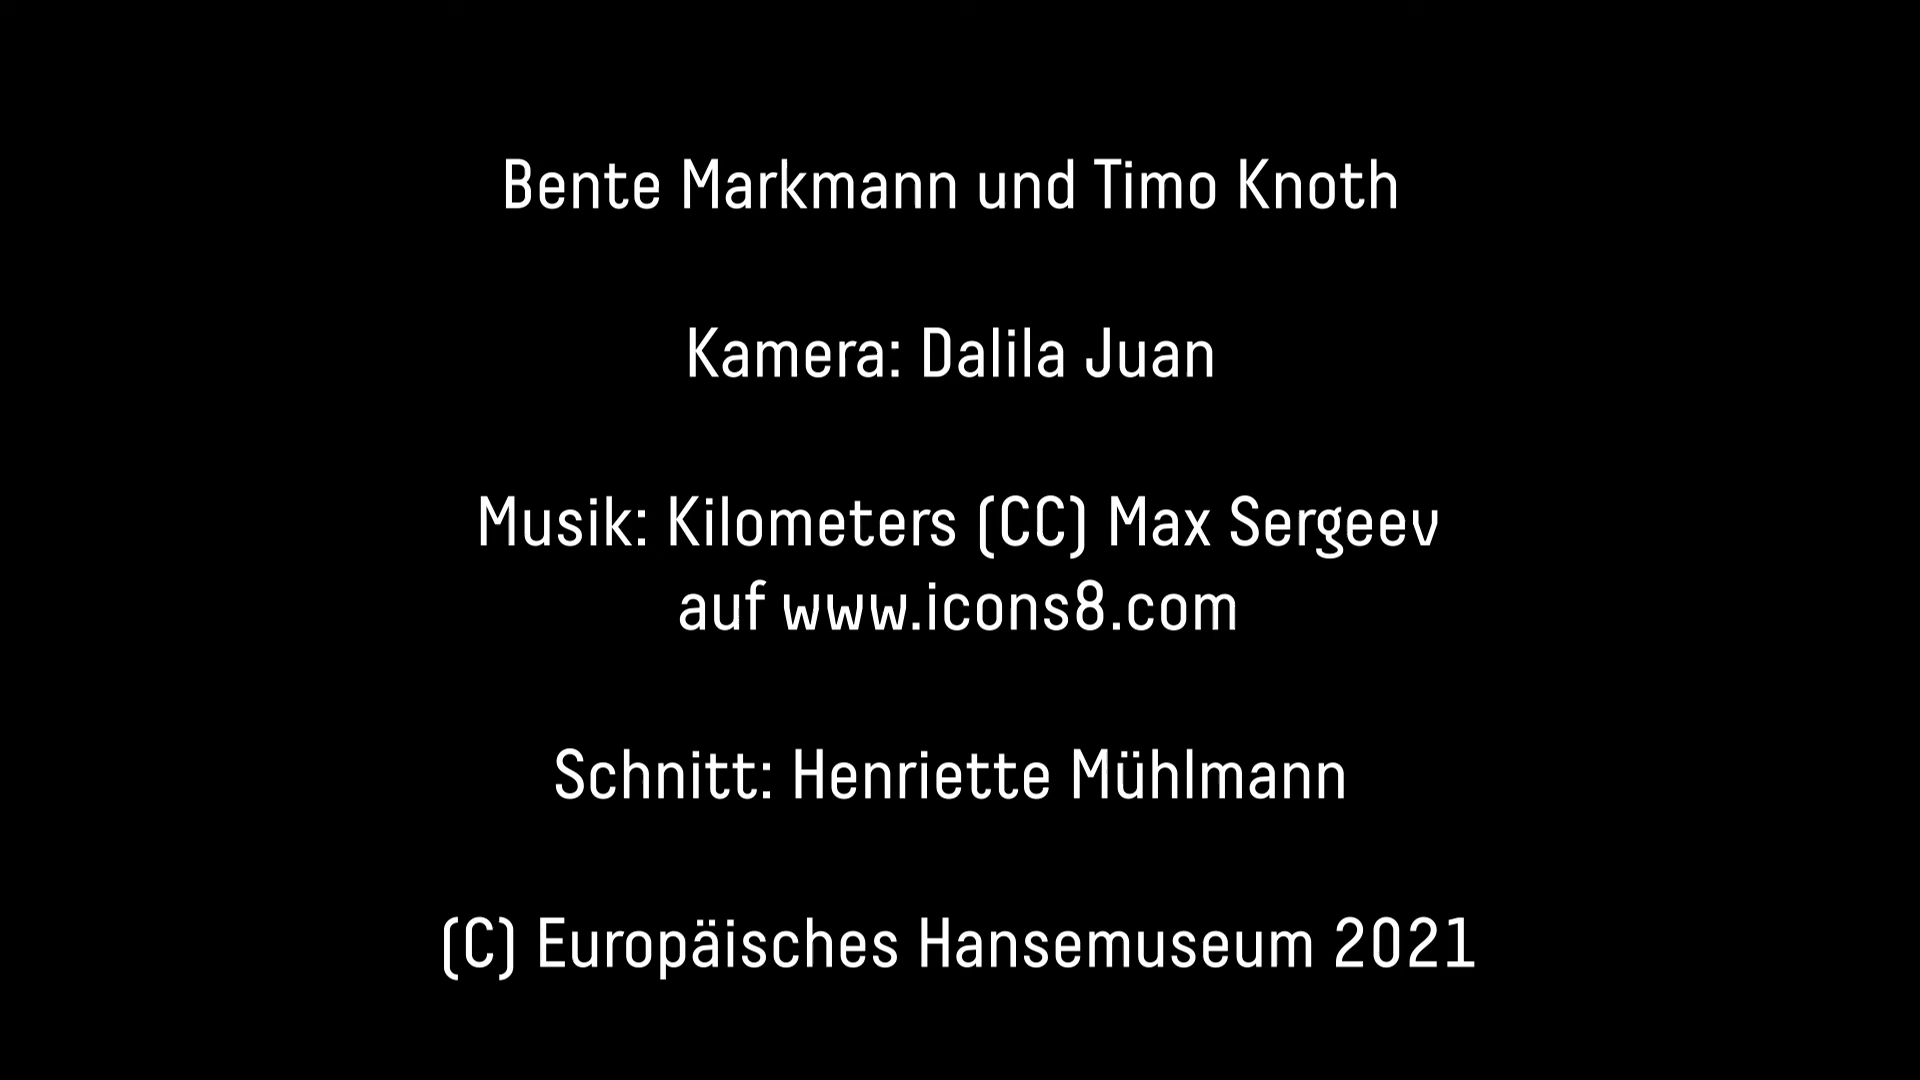 Bente Markmann und Timo Knoth
Kamera: Dalila Juan
Musik: Kilometers (CC) Max Sergeev
auf www.icons8.com
Schnitt: Henriette Mühlmann
(C) Europäisches Hansemuseum 2021